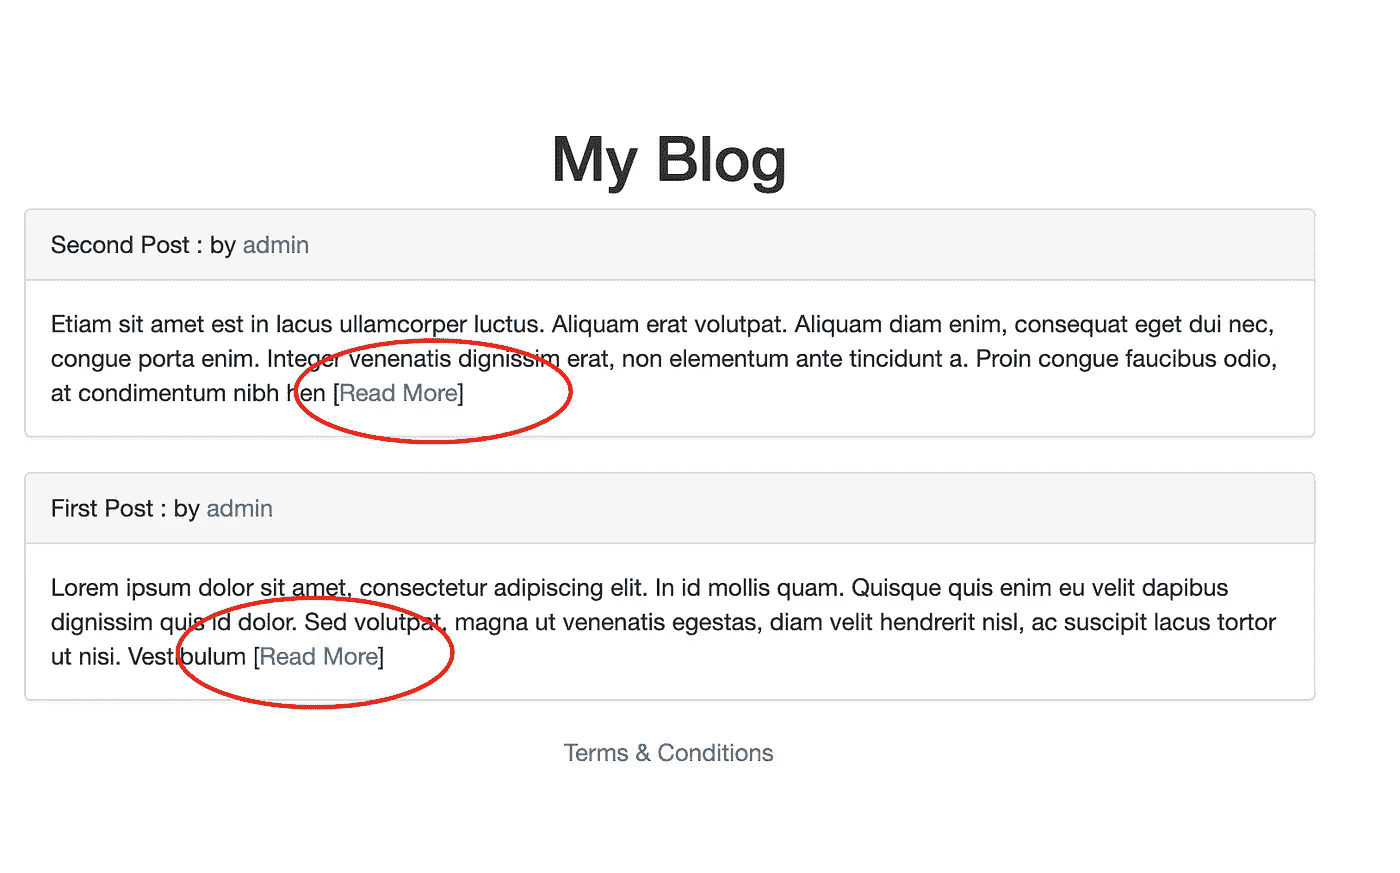 My Blog
Second Post : by admin
Etiam sit amet est in lacus ullamcorper luctus. Aliquam erat volutpat. Aliquam diam enim, consequat eget dui nec,
congue porta enim. Integer venenatis dignissim erat, non elementum ante tincidunt a. Proin congue faucibus odio,
at condimentum nibh hen [Read More]
First Post : by admin
Lorem ipsum dolor sit amet, consectetur adipiscing elit. In id mollis quam. Quisque quis enim eu velit dapibus
dignissim quis id dolor. Sed volutpat, magna ut venenatis egestas, diam velit hendrerit nisl, ac suscipit lacus tortor
ut nisi. Vestibulum [Read More]
Terms & Conditions